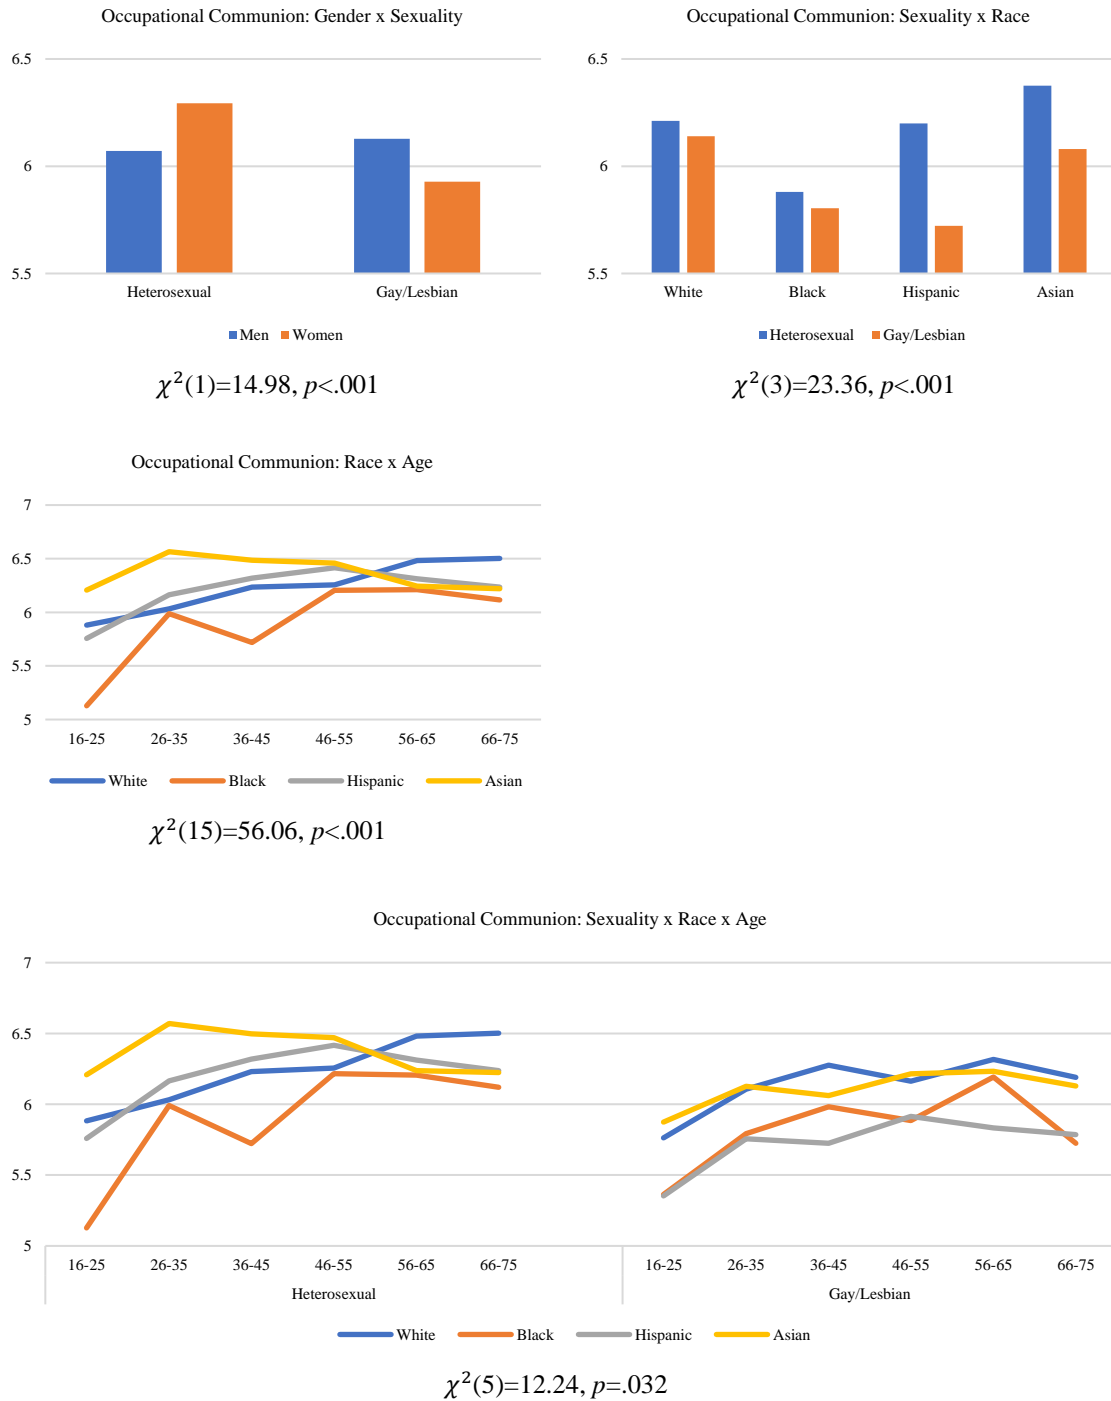 Occupational Communion: Gender x Sexuality
6.5
6
5.5
Heterosexual Gay/Lesbian
Men Women
χ²(1)=14.98, p<.001
Occupational Communion: Sexuality x Race
6.5
6
5.5
White Black Hispanic Asian
Heterosexual Gay/Lesbian
χ²(3)=23.36, p<.001
Occupational Communion: Race x Age
7
6.5
6
5.5
5
16-25 26-35 36-45 46-55 56-65 66-75
White Black Hispanic Asian
χ²(15)=56.06, p<.001
Occupational Communion: Sexuality x Race x Age
7
6.5
6
5.5
5
16-25 26-35 36-45 46-55 56-65 66-75 16-25 26-35 36-45 46-55 56-65 66-75
Heterosexual Gay/Lesbian
White Black Hispanic Asian
χ²(5)=12.24, p=.032